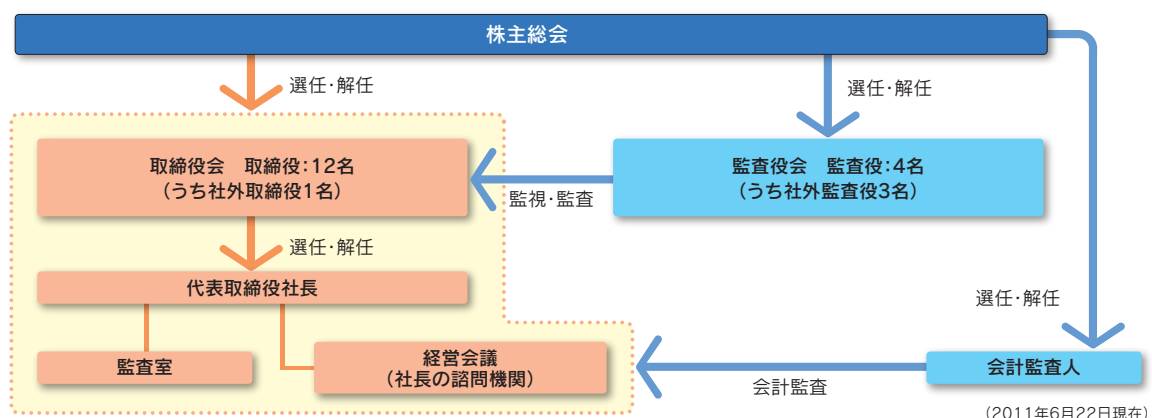 株主総会
選任・解任
選任・解任
取締役会　取締役：12名
（うち社外取締役1名）
監査役会　監査役：4名
（うち社外監査役3名）
監視・監査
選任・解任
代表取締役社長
選任・解任
監査室
経営会議
（社長の諮問機関）
会計監査人
会計監査
（2011年6月22日現在）